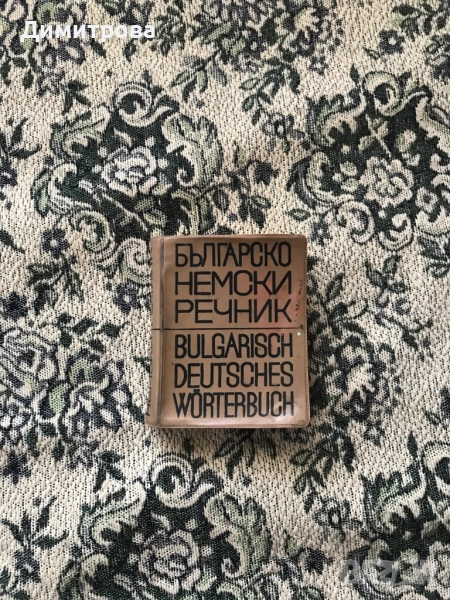 Димитрова
БЪЛГАРСКО
НЕМСКИ
РЕЧНИК
BULGARISCH
DEUTSCHES
WÖRTERBUCH